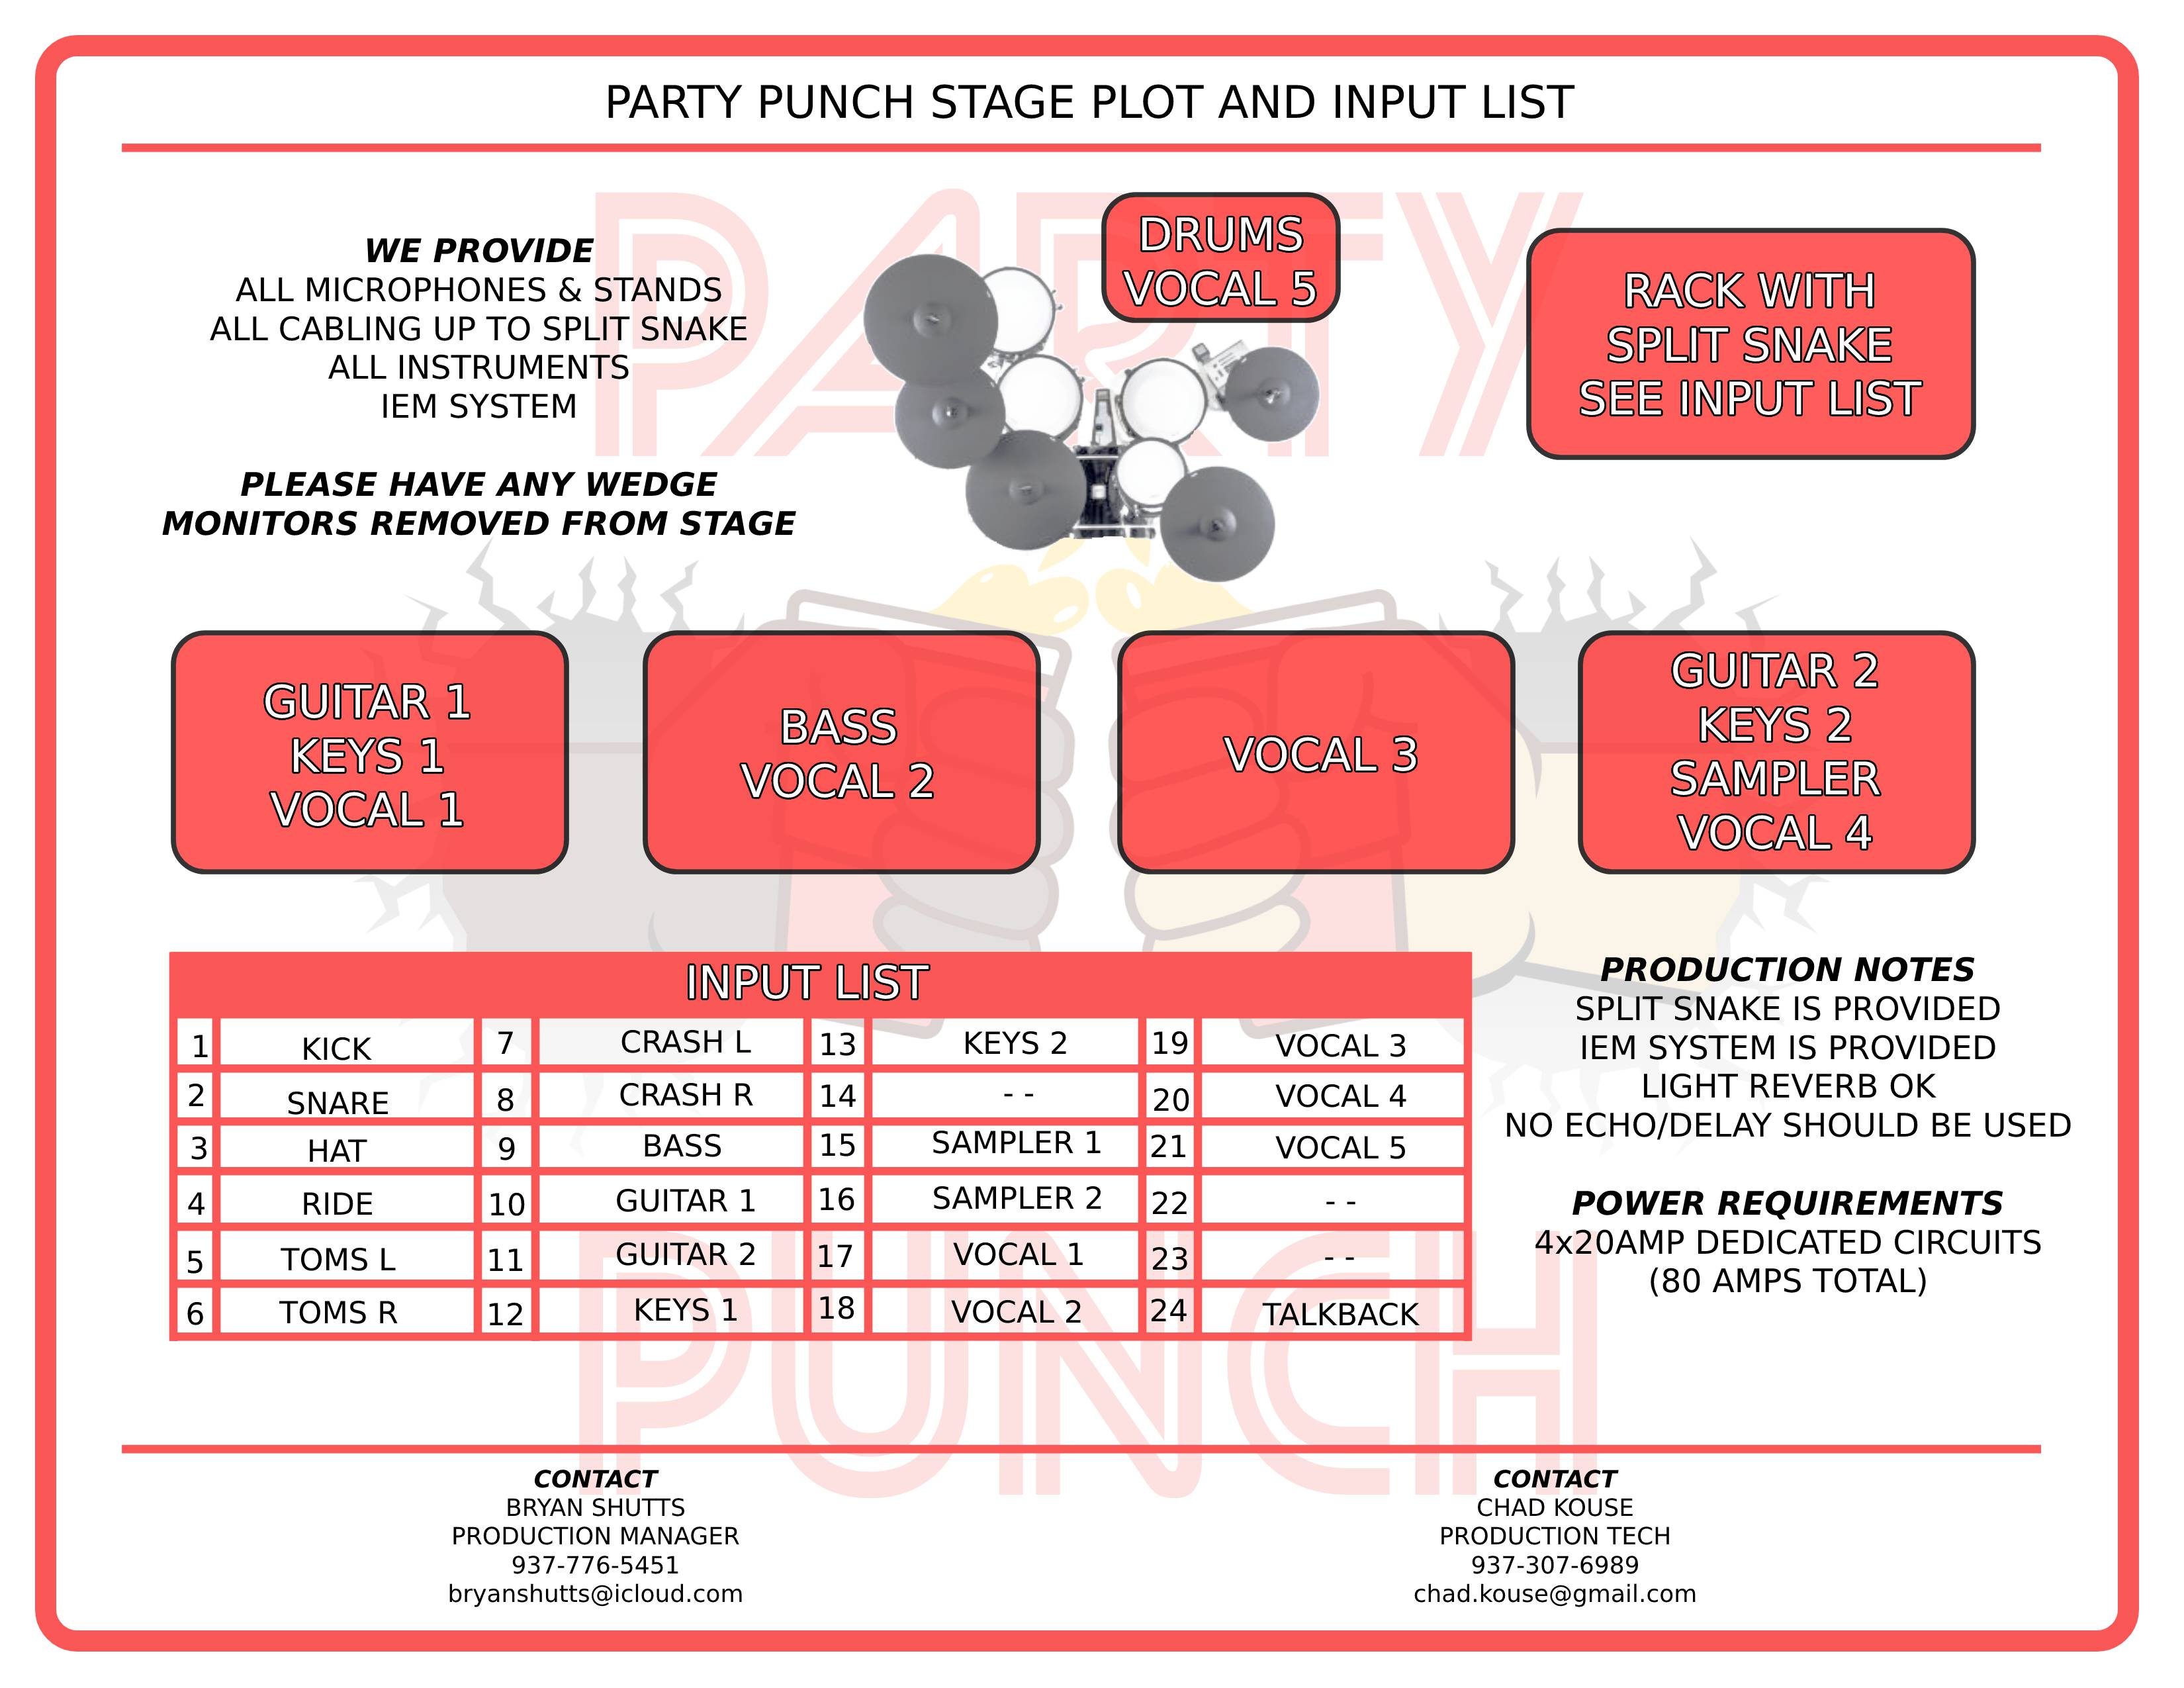 PARTY PUNCH STAGE PLOT AND INPUT LIST
PARTY
WE PROVIDE
ALL MICROPHONES & STANDS
ALL CABLING UP TO SPLIT SNAKE
ALL INSTRUMENTS
IEM SYSTEM
PLEASE HAVE ANY WEDGE
MONITORS REMOVED FROM STAGE
DRUMS
VOCAL 5
RACK WITH
SPLIT SNAKE
SEE INPUT LIST
GUITAR 1
KEYS 1
VOCAL 1
BASS
VOCAL 2
VOCAL 3
GUITAR 2
KEYS 2
SAMPLER
VOCAL 4
INPUT LIST
1 KICK 7 CRASH L 13 KEYS 2 19 VOCAL 3
2 SNARE 8 CRASH R 14 - - 20 VOCAL 4
3 HAT 9 BASS 15 SAMPLER 1 21 VOCAL 5
4 RIDE 10 GUITAR 1 16 SAMPLER 2 22 - -
5 TOMS L 11 GUITAR 2 17 VOCAL 1 23 - -
6 TOMS R 12 KEYS 1 18 VOCAL 2 24 TALKBACK
PRODUCTION NOTES
SPLIT SNAKE IS PROVIDED
IEM SYSTEM IS PROVIDED
LIGHT REVERB OK
NO ECHO/DELAY SHOULD BE USED
POWER REQUIREMENTS
4x20AMP DEDICATED CIRCUITS
(80 AMPS TOTAL)
PUNCH
CONTACT
BRYAN SHUTTS
PRODUCTION MANAGER
937-776-5451
bryanshutts@icloud.com
CONTACT
CHAD KOUSE
PRODUCTION TECH
937-307-6989
chad.kouse@gmail.com